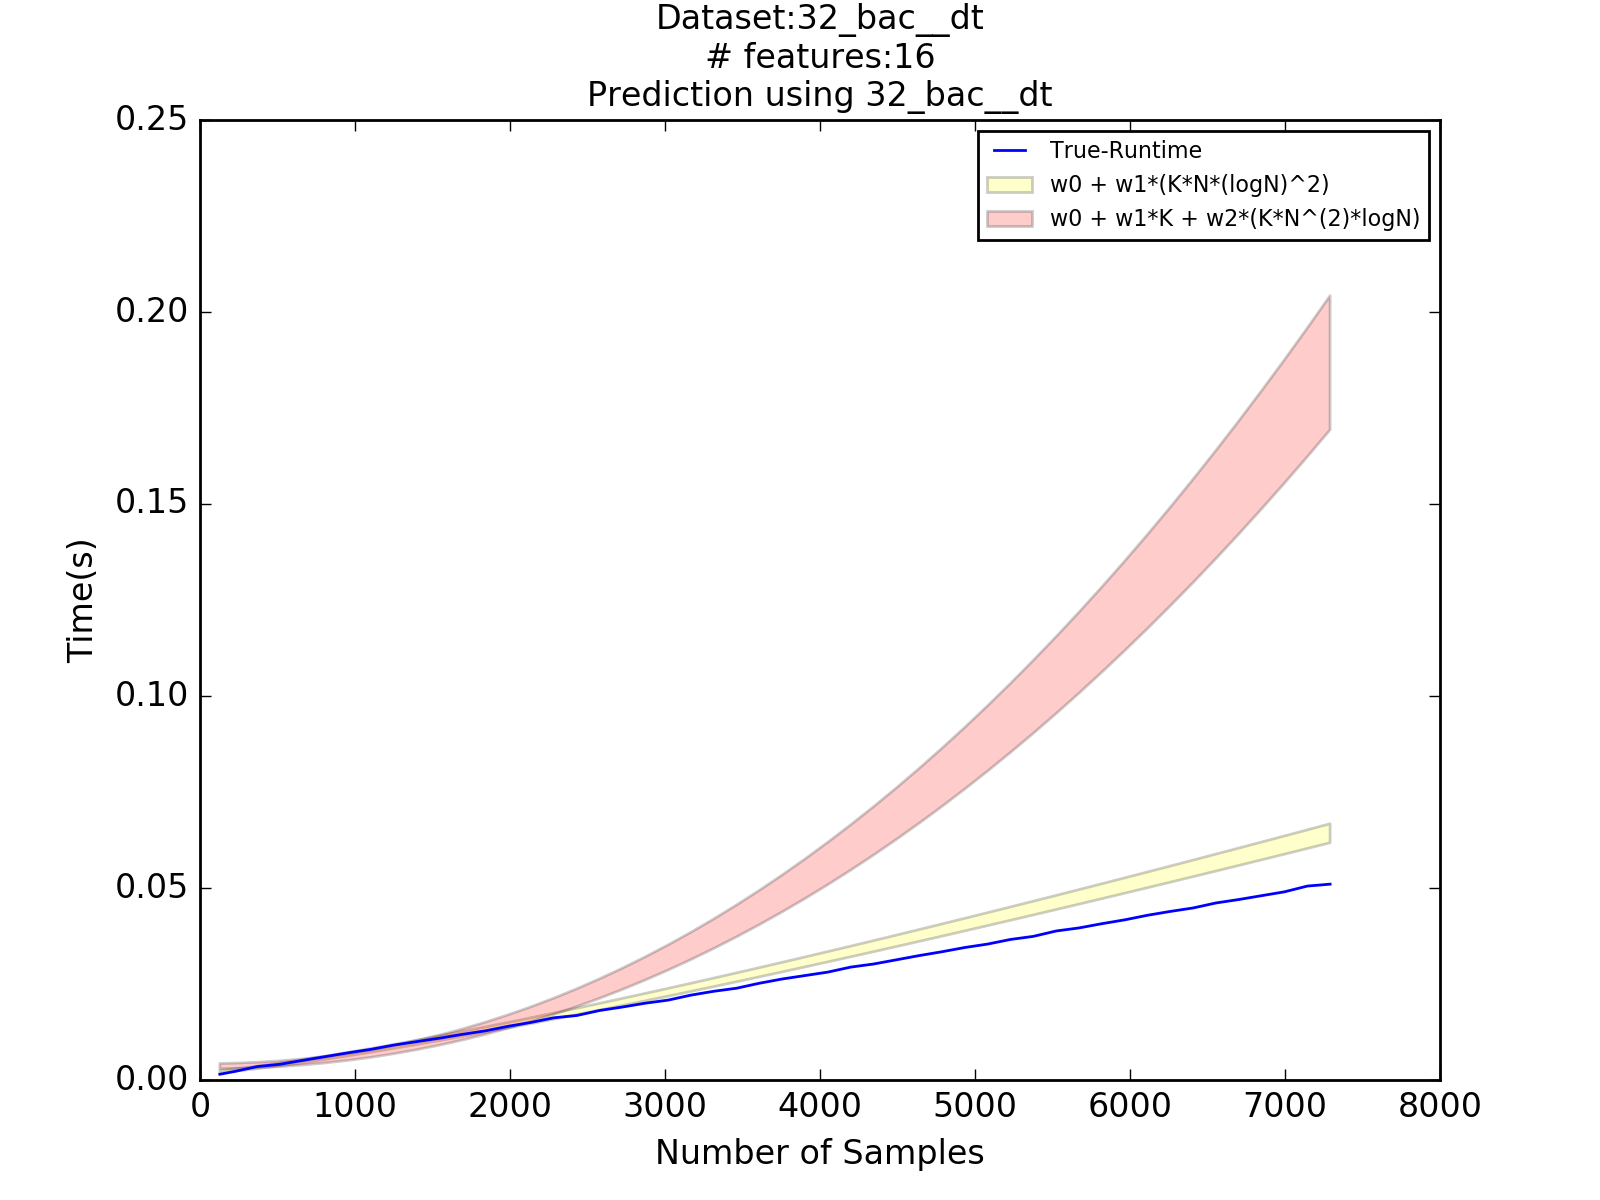 Dataset:32_bac__dt
# features:16
Prediction using 32_bac__dt
True-Runtime
w0 + w1*(K*N*(logN)^2)
w0 + w1*K + w2*(K*N^(2)*logN)
0.25
0.20
0.15
0.10
0.05
0.00
Time(s)
0 1000 2000 3000 4000 5000 6000 7000 8000
Number of Samples